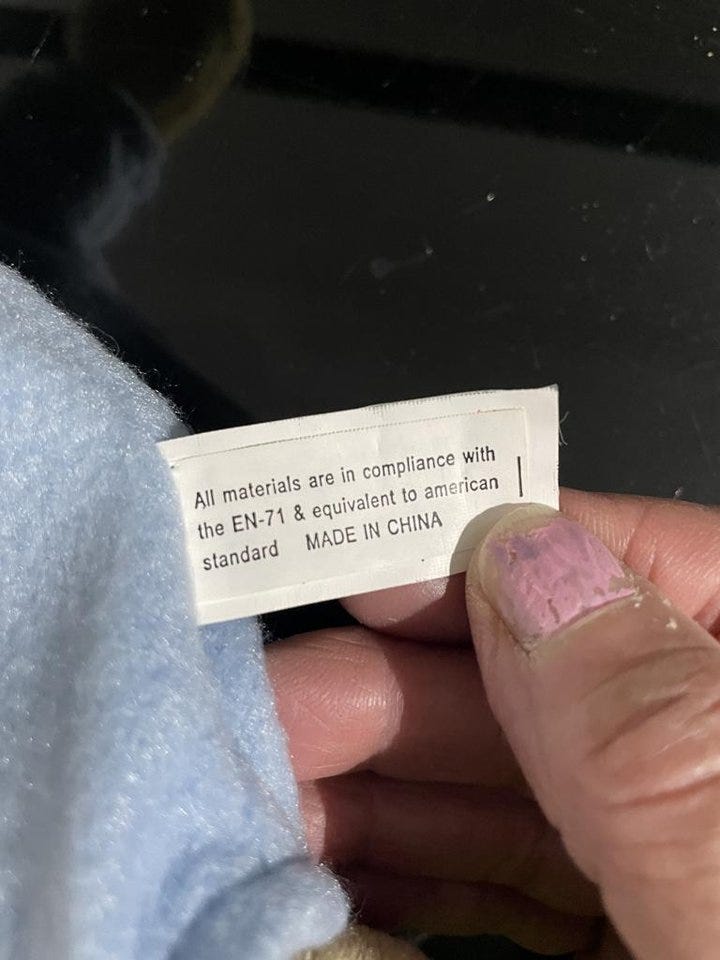 All materials are in compliance with
the EN-71 & equivalent to american
standard MADE IN CHINA